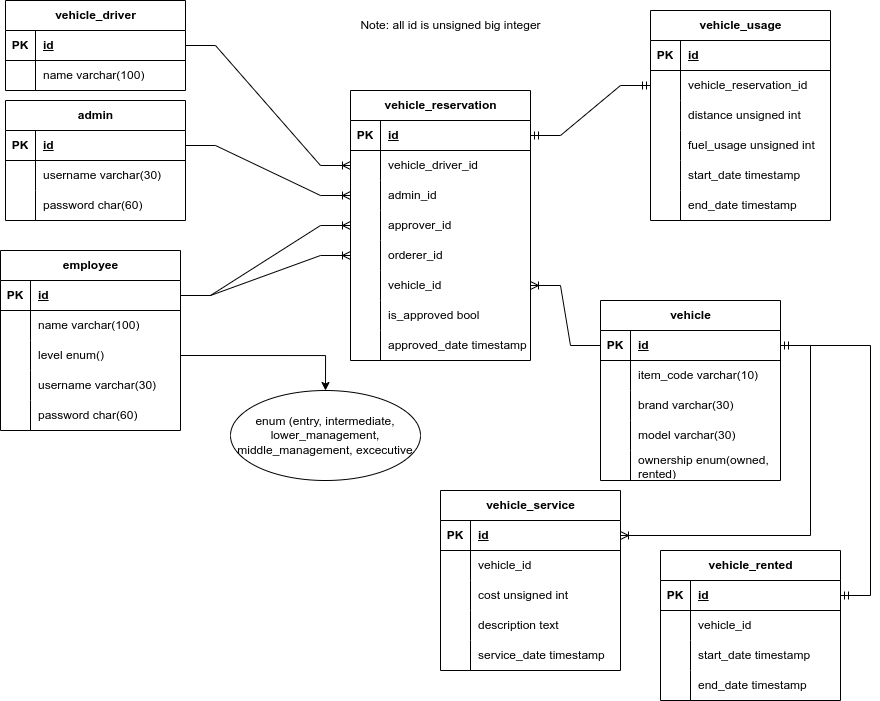 vehicle_driver
PK id
name varchar(100)
admin
PK id
username varchar(30)
password char(60)
employee
PK id
name varchar(100)
level enum()
username varchar(30)
password char(60)
enum (entry, intermediate,
lower_management,
middle_management, excecutive
Note: all id is unsigned big integer
vehicle_reservation
PK id
vehicle_driver_id
admin_id
approver_id
orderer_id
vehicle_id
is_approved bool
approved_date timestamp
vehicle_usage
PK id
vehicle_reservation_id
distance unsigned int
fuel_usage unsigned int
start_date timestamp
end_date timestamp
vehicle
PK id
item_code varchar(10)
brand varchar(30)
model varchar(30)
ownership enum(owned,
rented)
vehicle_service
PK id
vehicle_id
cost unsigned int
description text
service_date timestamp
vehicle_rented
PK id
vehicle_id
start_date timestamp
end_date timestamp